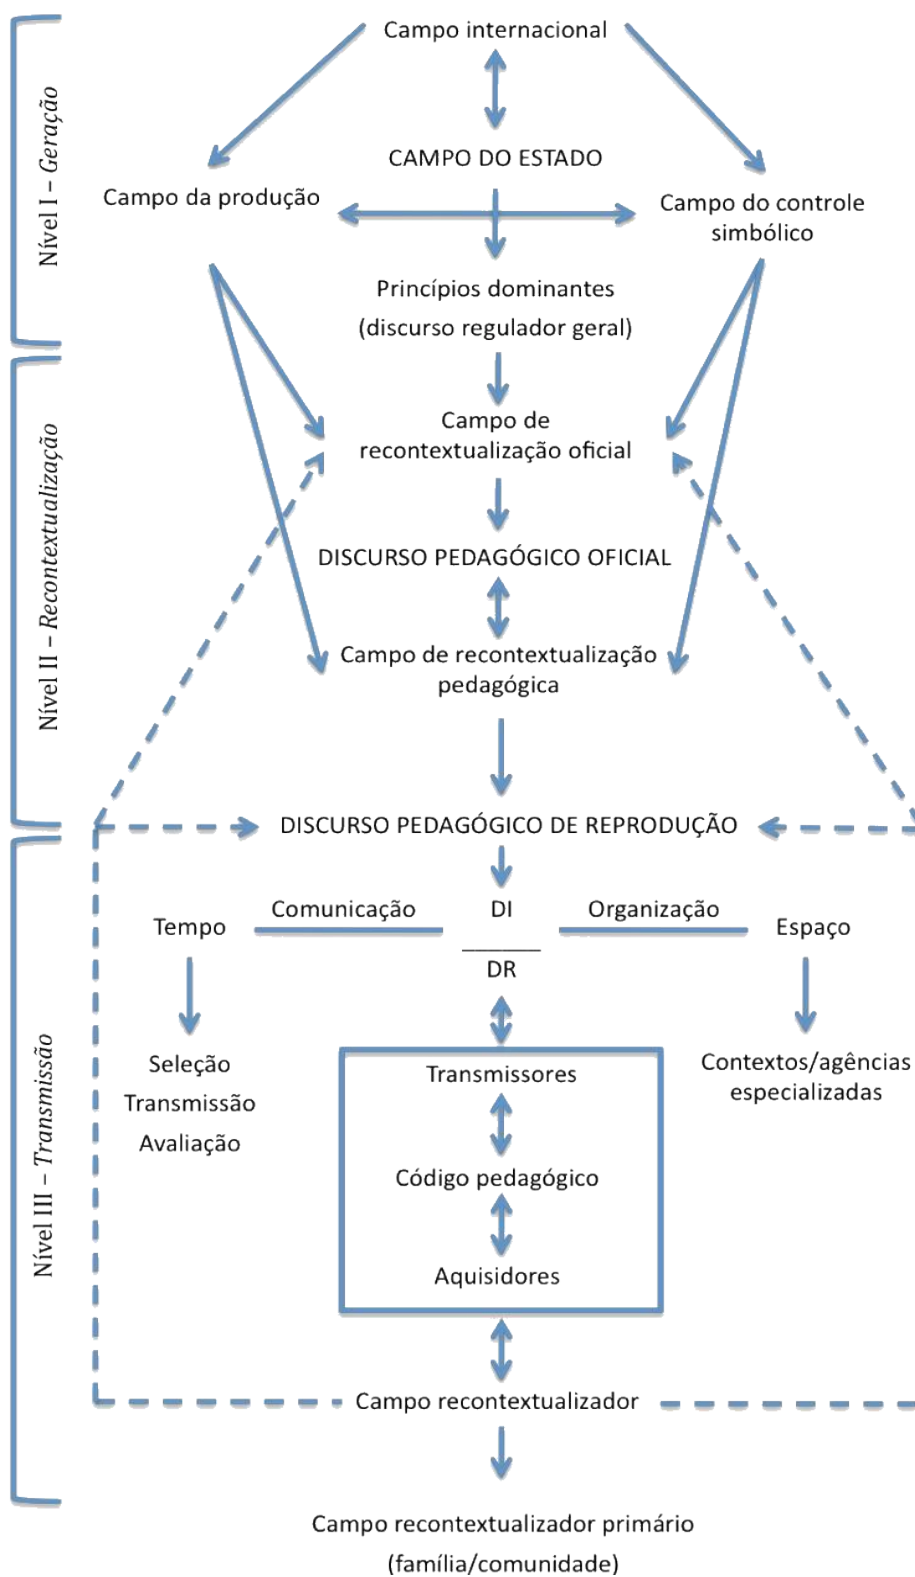 Nível I – Geração
Campo internacional
CAMPO DO ESTADO
Campo da produção
Campo do controle
simbólico
Princípios dominantes
(discurso regulador geral)
Nível II – Recontextualização
Campo de
recontextualização oficial
DISCURSO PEDAGÓGICO OFICIAL
Campo de recontextualização
pedagógica
DISCURSO PEDAGÓGICO DE REPRODUÇÃO
Nível III – Transmissão
Tempo
Comunicação
DI
DR
Organização
Espaço
Seleção
Transmissão
Avaliação
Transmissores
Código pedagógico
Aquisidores
Contextos/agências
especializadas
Campo recontextualizador
Campo recontextualizador primário
(família/comunidade)